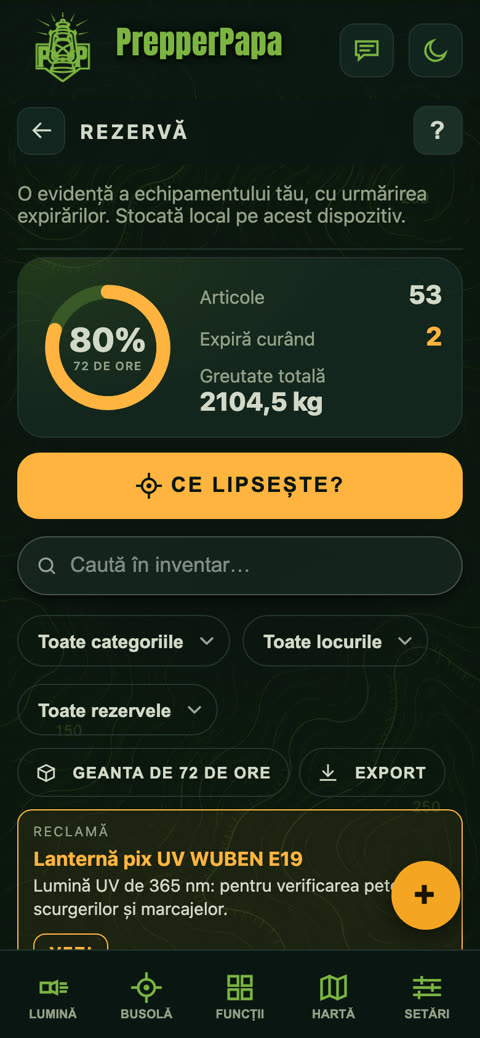 PrepperPapa
REZERVĂ
?
O evidență a echipamentului tău, cu urmărirea
expirărilor. Stocată local pe acest dispozitiv.
80%
72 DE ORE
Articole 53
Expiră curând 2
Greutate totală
2104,5 kg
CE LIPSEȘTE?
Caută în inventar…
Toate categoriile
Toate locurile
Toate rezervele
150
GEANTA DE 72 DE ORE
EXPORT
250
RECLAMĂ
Lanternă pix UV WUBEN E19
Lumină UV de 365 nm: pentru verificarea
scurgerilor și marcajelor.
+
LUMINĂ
BUSOLĂ
FUNCȚII
HARTĂ
SETĂRI